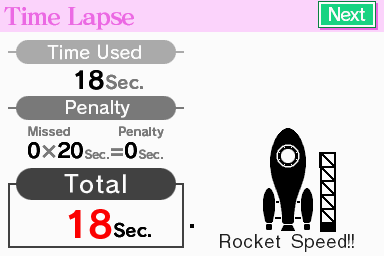 Time Lapse
Next
Time Used
18Sec.
Penalty
Missed Penalty
0×20Sec.=0Sec.
Total
18Sec.
Rocket Speed!!